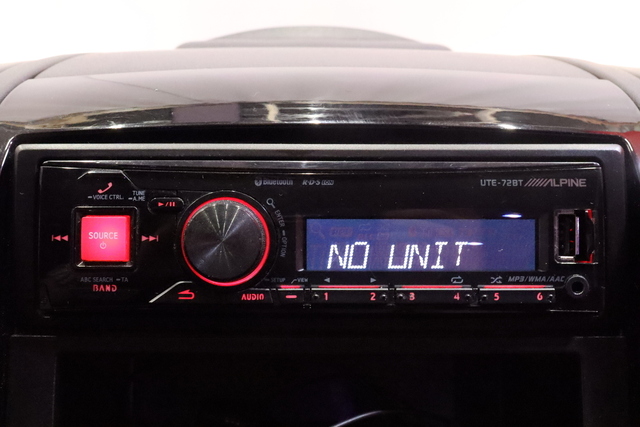 Bluetooth R·D·S
UTE-72BT ALPINE
VOICE CTRL.
TUNE
A.ME
SOURCE
ENTER
OPTION
NO UNIT
ABC SEARCH TA
BAND
SETUP VIEW
AUDIO
1 2 3 4 5 6
MP3/WMA/AAC